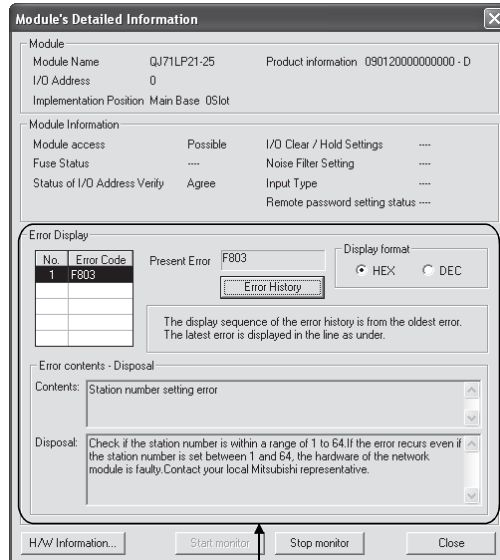 Module's Detailed Information
Module
Module Name QJ71LP21-25 Product information 090120000000000 - D
I/O Address 0
Implementation Position Main Base 0Slot
Module Information
Module access Possible I/O Clear / Hold Settings ----
Fuse Status ---- Noise Filter Setting ----
Status of I/O Address Verify Agree Input Type ----
Remote password setting status ----
Error Display
No. Error Code
1 F803
Present Error F803
Error History
Display format
HEX DEC
The display sequence of the error history is from the oldest error.
The latest error is displayed in the line as under.
Error contents - Disposal
Contents: Station number setting error
Disposal: Check if the station number is within a range of 1 to 64.If the error recurs even if
the station number is set between 1 and 64, the hardware of the network
module is faulty.Contact your local Mitsubishi representative.
H/W Information... Start monitor Stop monitor Close